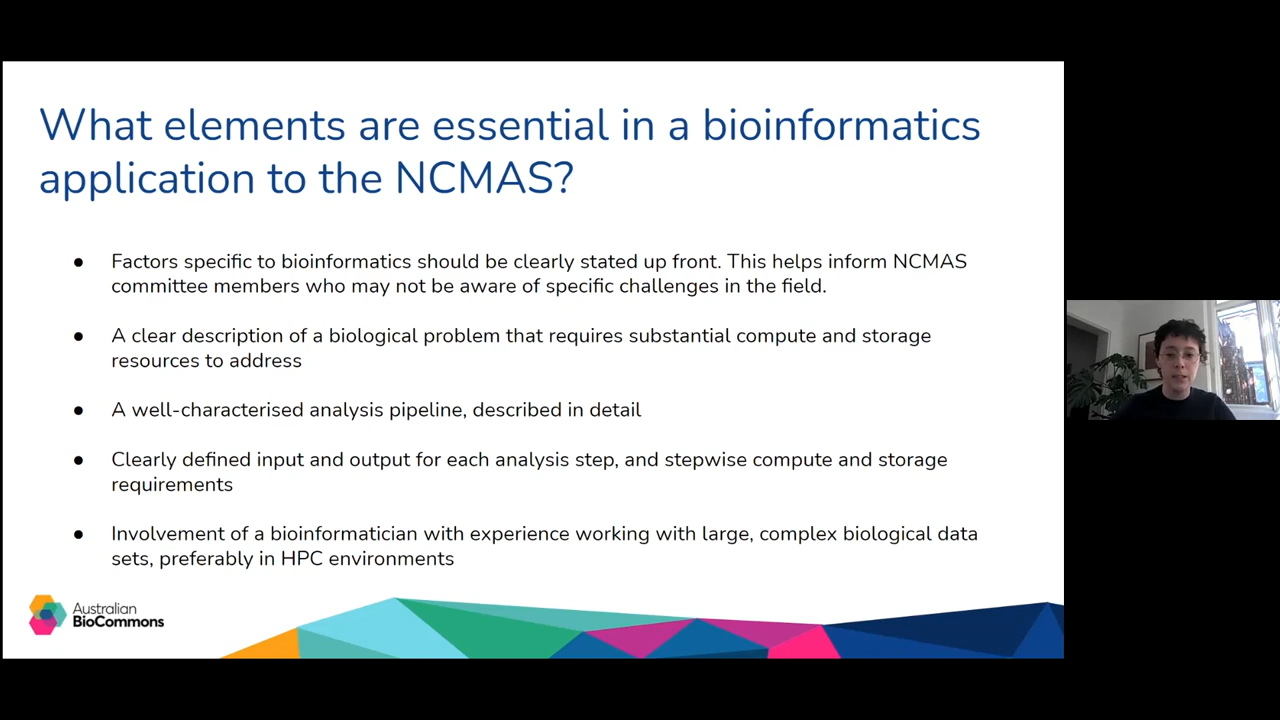 What elements are essential in a bioinformatics
application to the NCMAS?
● Factors specific to bioinformatics should be clearly stated up front. This helps inform NCMAS
committee members who may not be aware of specific challenges in the field.
● A clear description of a biological problem that requires substantial compute and storage
resources to address
● A well-characterised analysis pipeline, described in detail
● Clearly defined input and output for each analysis step, and stepwise compute and storage
requirements
● Involvement of a bioinformatician with experience working with large, complex biological data
sets, preferably in HPC environments
Australian
BioCommons